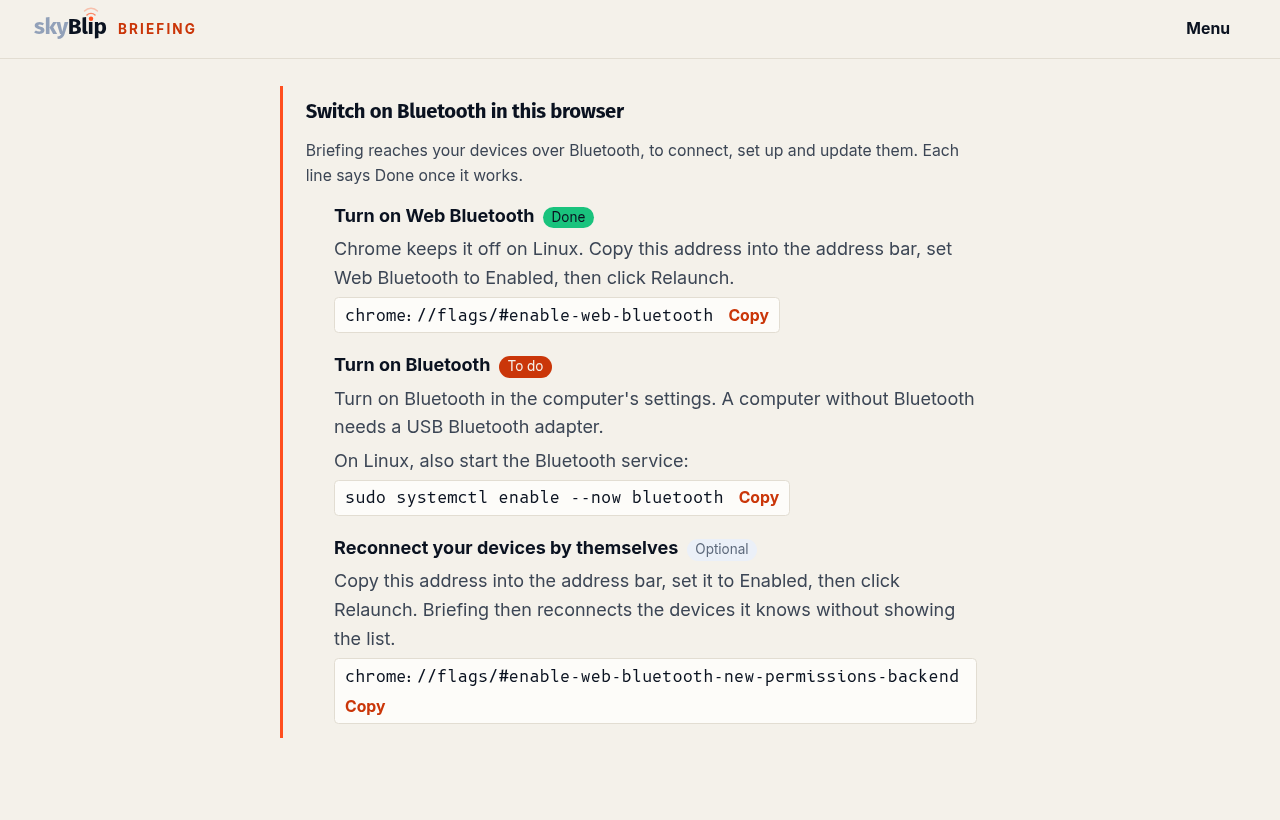 skyBlip BRIEFING
Menu
Switch on Bluetooth in this browser
Briefing reaches your devices over Bluetooth, to connect, set up and update them. Each
line says Done once it works.
Turn on Web Bluetooth Done
Chrome keeps it off on Linux. Copy this address into the address bar, set
Web Bluetooth to Enabled, then click Relaunch.
chrome://flags/#enable-web-bluetooth Copy
Turn on Bluetooth To do
Turn on Bluetooth in the computer's settings. A computer without Bluetooth
needs a USB Bluetooth adapter.
On Linux, also start the Bluetooth service:
sudo systemctl enable --now bluetooth Copy
Reconnect your devices by themselves Optional
Copy this address into the address bar, set it to Enabled, then click
Relaunch. Briefing then reconnects the devices it knows without showing
the list.
chrome://flags/#enable-web-bluetooth-new-permissions-backend
Copy